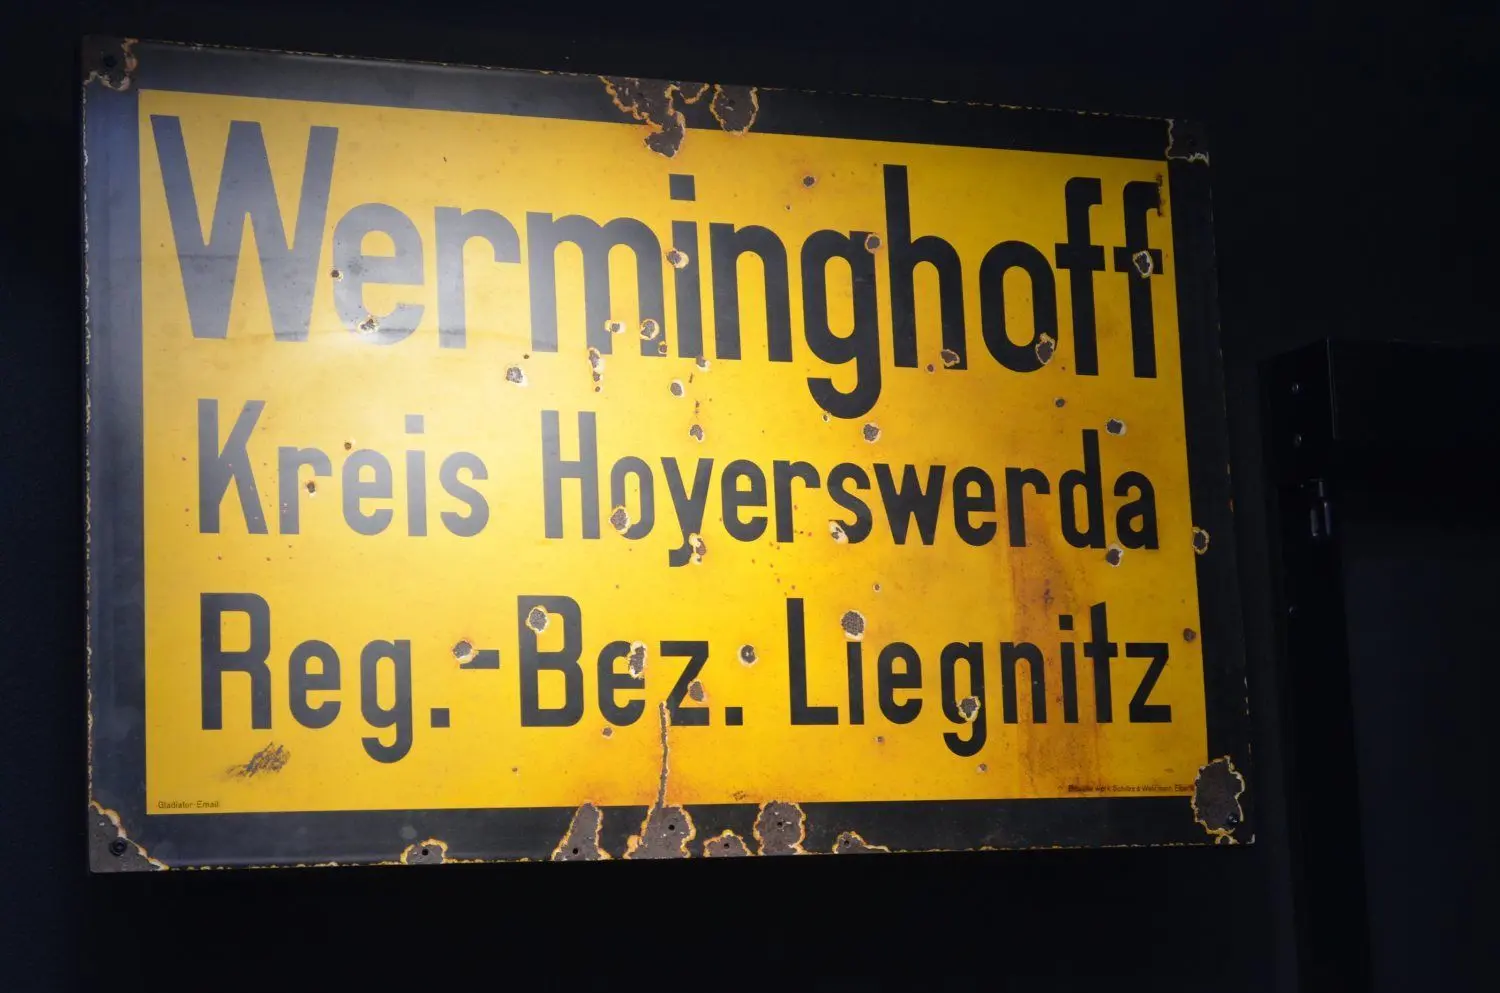 Werminghoff
Kreis Hoyerswerda
Reg.-Bez. Liegnitz
Gladiator-Email